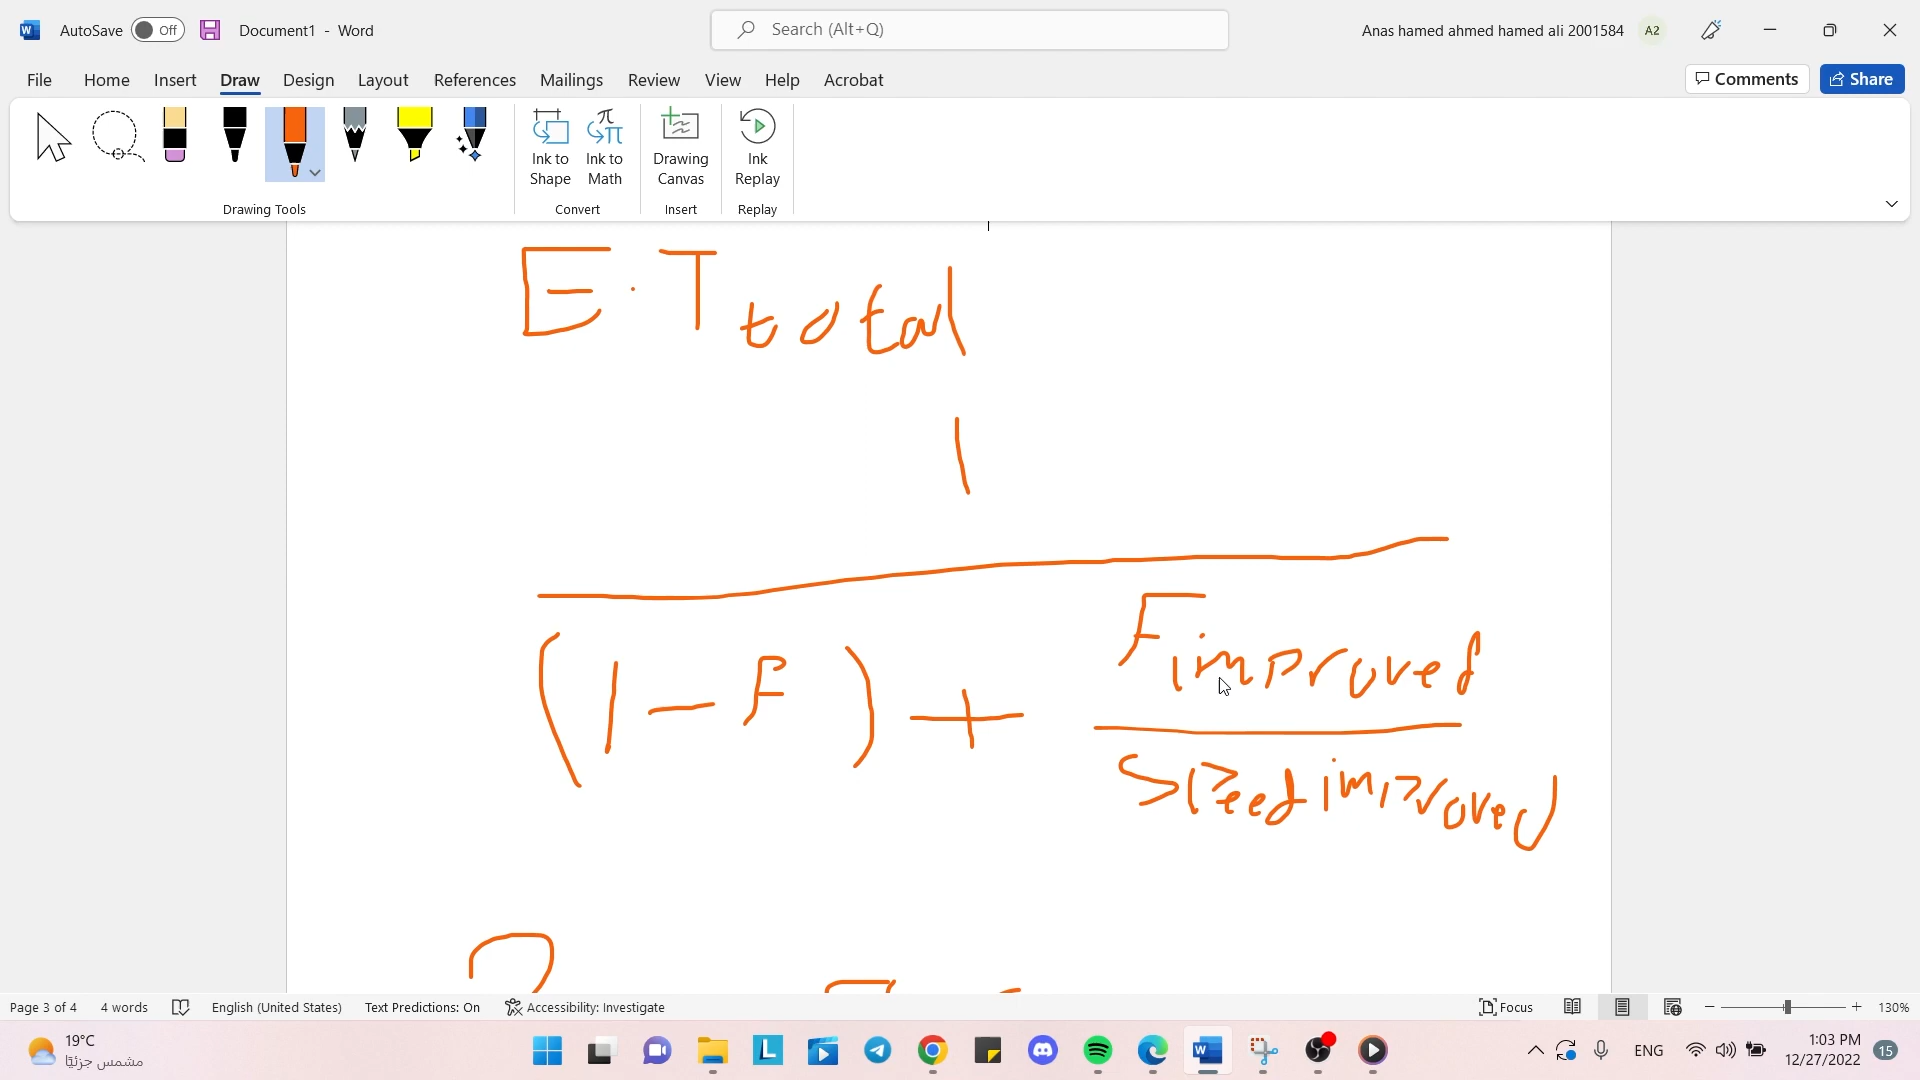 AutoSave Off Document1 - Word Search (Alt+Q) Anas hamed ahmed hamed ali 2001584 A2
File Home Insert Draw Design Layout References Mailings Review View Help Acrobat Comments Share
Ink to Shape
Ink to Math
Drawing Canvas
Ink Replay
Drawing Tools Convert Insert Replay
E.T total
1
(1-F) + Fimproved
Speedimproved
Page 3 of 4 4 words English (United States) Text Predictions: On Accessibility: Investigate Focus 130%
19°C
مشمس جزئيًا
ENG
1:03 PM
12/27/2022
15